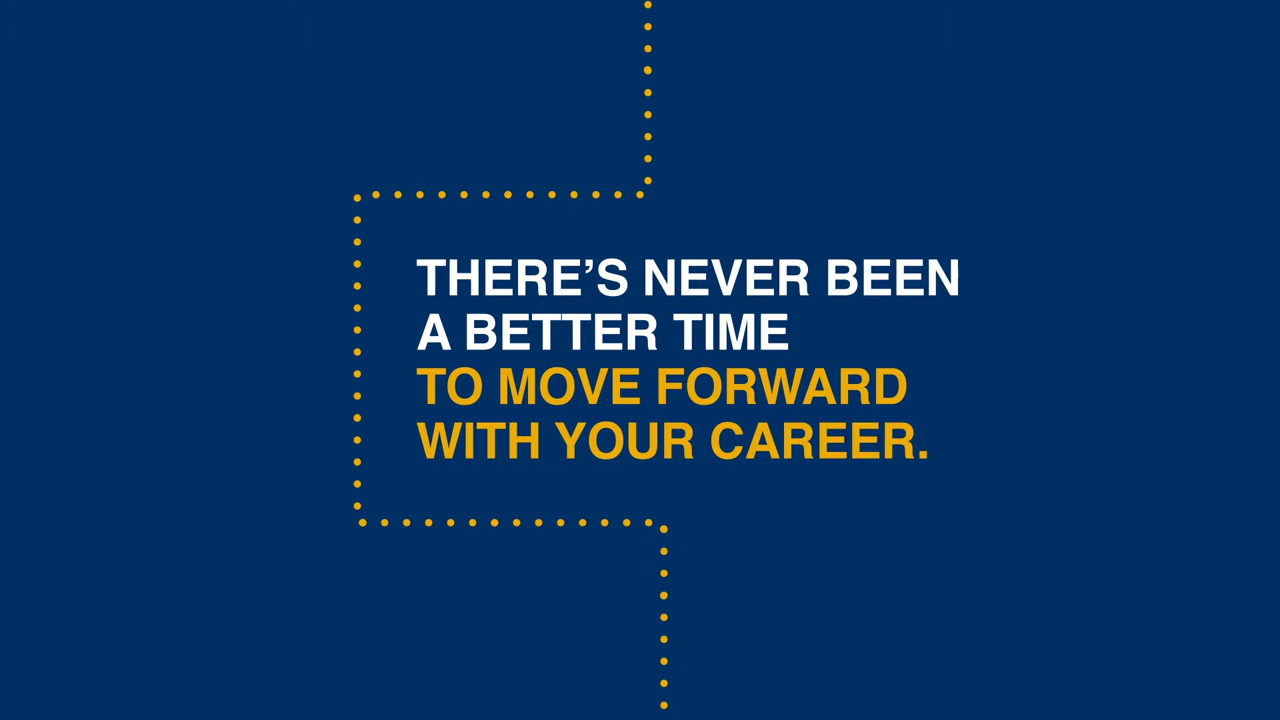 THERE’S NEVER BEEN
A BETTER TIME
TO MOVE FORWARD
WITH YOUR CAREER.